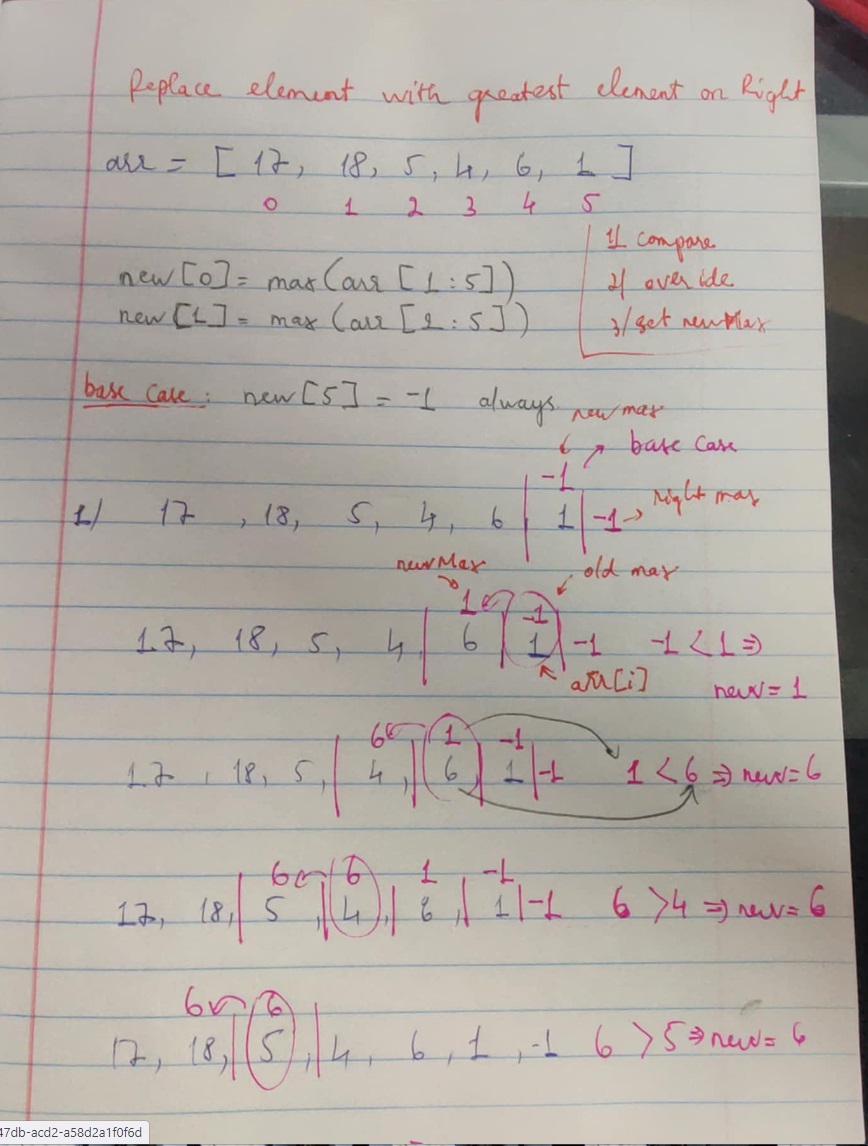 Replace element with greatest element on Right
arr = [ 17, 18, 5, 4, 6, 1 ]
0 1 2 3 4 5
1/ compare
new[0] = max(arr [1:5])
2/ overide
new[1] = max (arr [2:5])
3/ set newMax
base case : new[5] = -1 always
new max
base case
-1
1/ 17 , 18, 5, 4, 6 | 1 | -1 → Right max
newMax
old max
1 -1
17, 18, 5, 4 | 6 | 1 | -1 -1 < 1 ⇒
arr[i]
new = 1
6 1 -1
17 , 18, 5, | 4, | 6, | 1 | -1 1 < 6 ⇒ new = 6
6 6 1 -1
17, 18, | 5 , | 4, | 6, | 1 | -1 6 > 4 ⇒ new = 6
6 6
17, 18, | 5 , | 4, 6, 1 , -1 6 > 5 ⇒ new = 6
47db-acd2-a58d2a1f0f6d